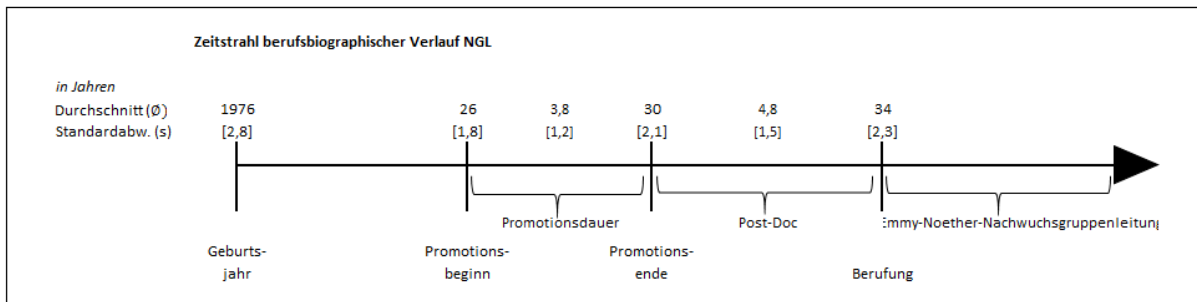 Zeitstrahl berufsbiographischer Verlauf NGL
in Jahren
Durchschnitt (Ø) 1976 26 3,8 30 4,8 34
Standardabw. (s) [2,8] [1,8] [1,2] [2,1] [1,5] [2,3]
Promotionsdauer Post-Doc Emmy-Noether-Nachwuchsgruppenleitung
Geburts- Promotions- Promotions-
jahr beginn ende Berufung